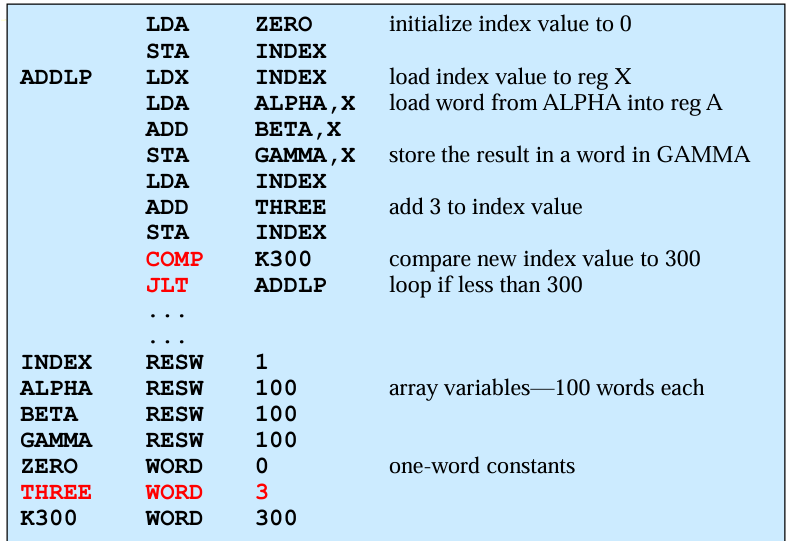 LDA ZERO initialize index value to 0
STA INDEX
ADDLP LDX INDEX load index value to reg X
LDA ALPHA,X load word from ALPHA into reg A
ADD BETA,X
STA GAMMA,X store the result in a word in GAMMA
LDA INDEX
ADD THREE add 3 to index value
STA INDEX
COMP K300 compare new index value to 300
JLT ADDLP loop if less than 300
...
...
INDEX RESW 1
ALPHA RESW 100 array variables—100 words each
BETA RESW 100
GAMMA RESW 100
ZERO WORD 0 one-word constants
THREE WORD 3
K300 WORD 300